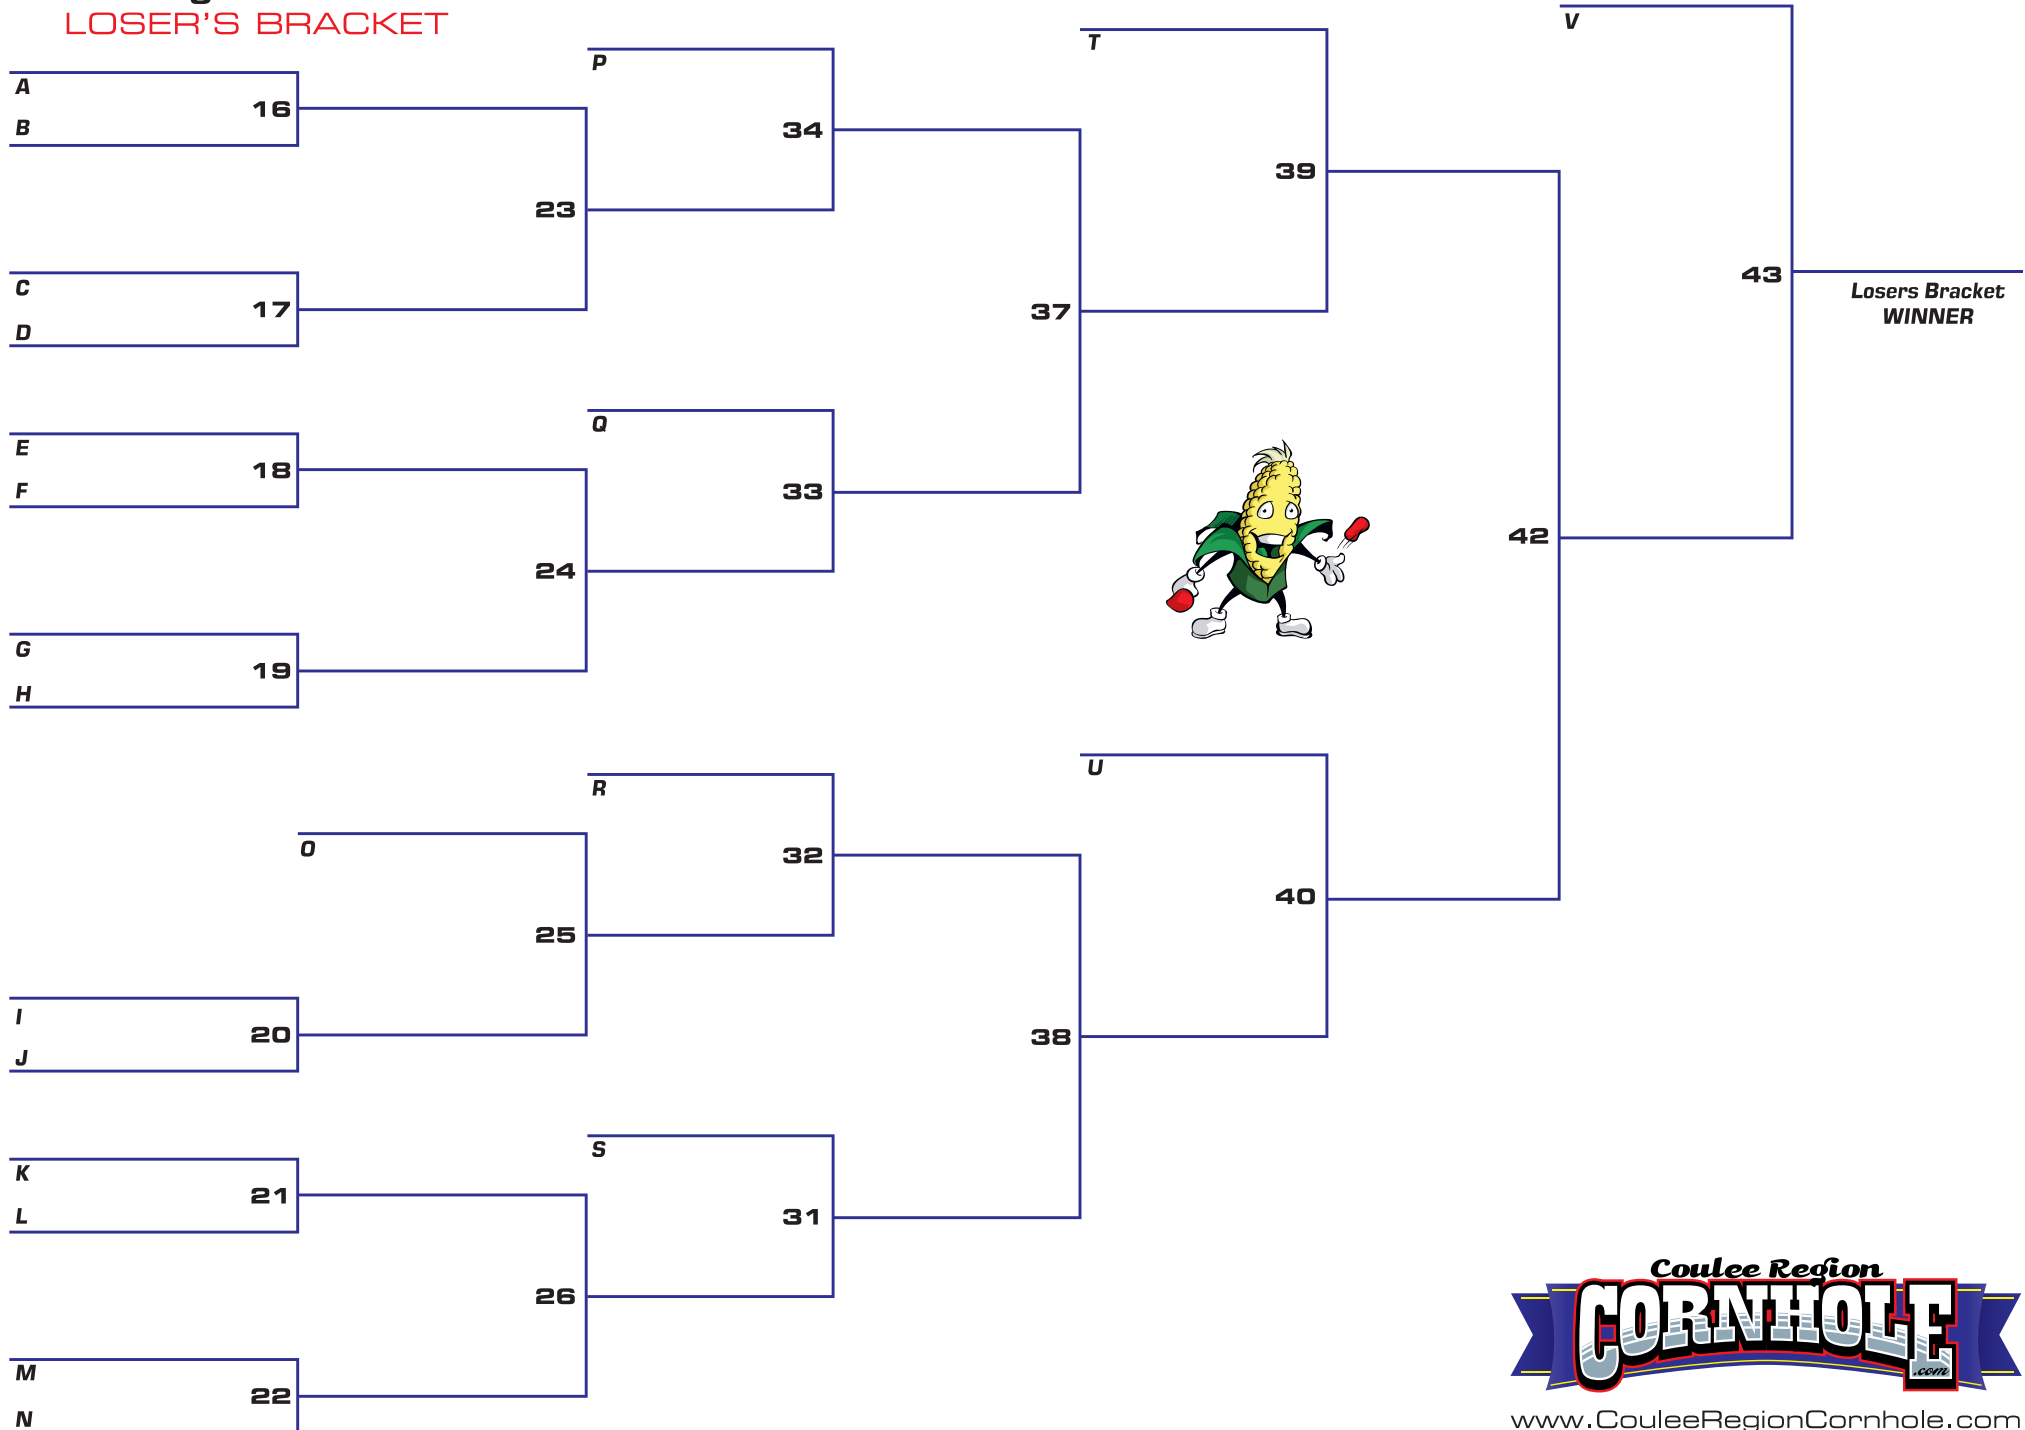 LOSER'S BRACKET
A
B
16
C
D
17
23
P
34
E
F
18
G
H
19
24
Q
33
37
T
39
O
I
J
20
25
R
32
K
L
21
M
N
22
26
S
31
38
U
40
42
V
43
Losers Bracket
WINNER
Coulee Region
CORNHOLE
.com
www.CouleeRegionCornhole.com